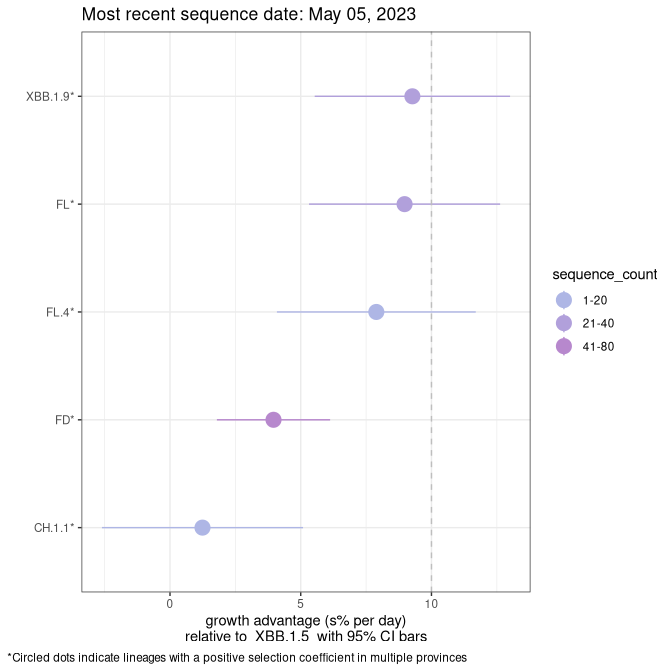 Most recent sequence date: May 05, 2023
XBB.1.9*
FL*
FL.4*
FD*
CH.1.1*
sequence_count
1-20
21-40
41-80
0 5 10
growth advantage (s% per day)
relative to  XBB.1.5  with 95% CI bars
*Circled dots indicate lineages with a positive selection coefficient in multiple provinces